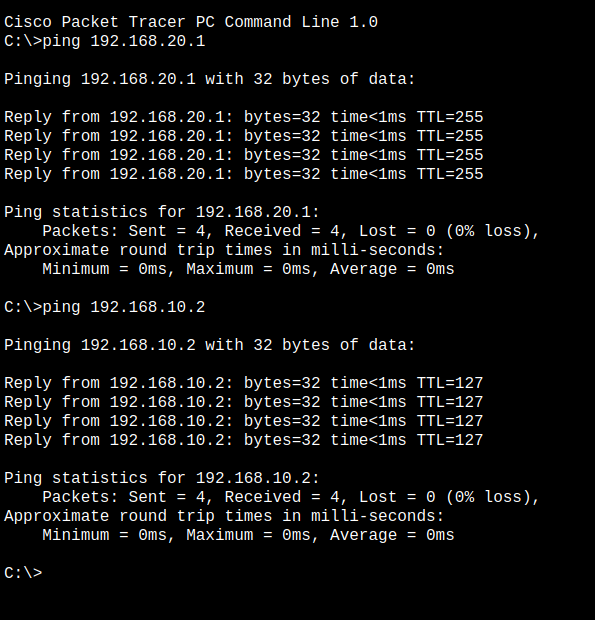 Cisco Packet Tracer PC Command Line 1.0
C:\>ping 192.168.20.1
Pinging 192.168.20.1 with 32 bytes of data:
Reply from 192.168.20.1: bytes=32 time<1ms TTL=255
Reply from 192.168.20.1: bytes=32 time<1ms TTL=255
Reply from 192.168.20.1: bytes=32 time<1ms TTL=255
Reply from 192.168.20.1: bytes=32 time<1ms TTL=255
Ping statistics for 192.168.20.1:
    Packets: Sent = 4, Received = 4, Lost = 0 (0% loss),
Approximate round trip times in milli-seconds:
    Minimum = 0ms, Maximum = 0ms, Average = 0ms
C:\>ping 192.168.10.2
Pinging 192.168.10.2 with 32 bytes of data:
Reply from 192.168.10.2: bytes=32 time<1ms TTL=127
Reply from 192.168.10.2: bytes=32 time<1ms TTL=127
Reply from 192.168.10.2: bytes=32 time<1ms TTL=127
Reply from 192.168.10.2: bytes=32 time<1ms TTL=127
Ping statistics for 192.168.10.2:
    Packets: Sent = 4, Received = 4, Lost = 0 (0% loss),
Approximate round trip times in milli-seconds:
    Minimum = 0ms, Maximum = 0ms, Average = 0ms
C:\>